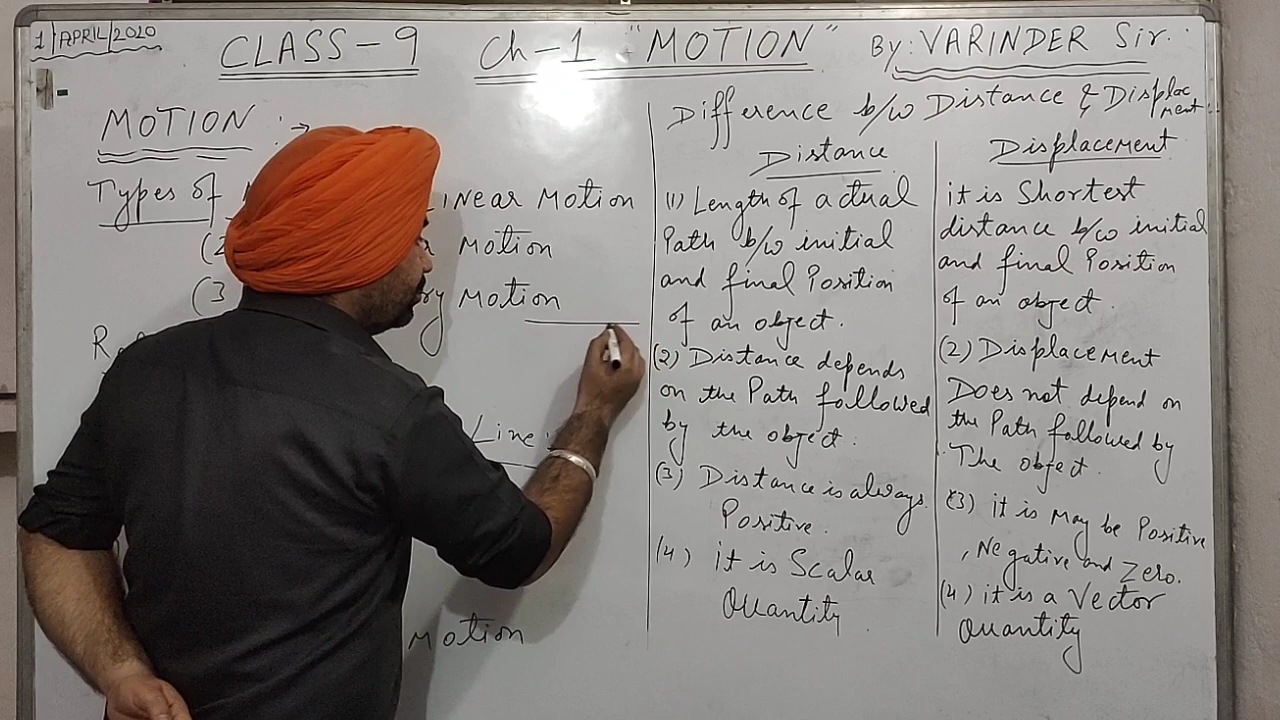 1/APRIL/2020
CLASS-9 Ch-1 "MOTION" By: VARINDER Sir.
MOTION :→
Types of
Linear Motion
(2 Motion
(3 ry Motion
Line
Motion
Difference b/w Distance & Displacment:
Distance
(1) Length of actual
Path b/w initial
and final Position
of an object.
(2) Distance depends
on the Path followed
by the object.
(3) Distance is always
Positive.
(4) it is Scalar
Quantity.
Displacement
it is Shortest
distance b/w initial
and final Position
of an object.
(2) Displacement
Does not depend on
the Path followed by
The object.
(3) it is may be Positive
, Negative and Zero.
(4) it is a Vector
Quantity